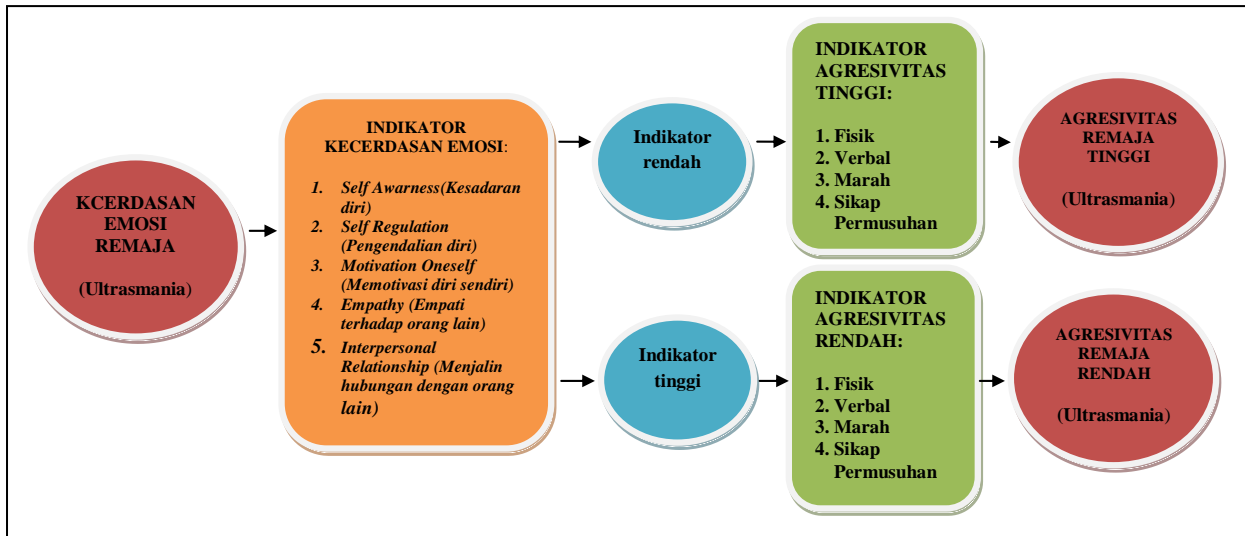 KCERDASAN
EMOSI
REMAJA
(Ultrasmania)
INDIKATOR
KECERDASAN EMOSI:
1. Self Awarness(Kesadaran
diri)
2. Self Regulation
(Pengendalian diri)
3. Motivation Oneself
(Memotivasi diri sendiri)
4. Empathy (Empati
terhadap orang lain)
5. Interpersonal
Relationship (Menjalin
hubungan dengan orang
lain)
Indikator
rendah
INDIKATOR
AGRESIVITAS
TINGGI:
1. Fisik
2. Verbal
3. Marah
4. Sikap
Permusuhan
AGRESIVITAS
REMAJA
TINGGI
(Ultrasmania)
Indikator
tinggi
INDIKATOR
AGRESIVITAS
RENDAH:
1. Fisik
2. Verbal
3. Marah
4. Sikap
Permusuhan
AGRESIVITAS
REMAJA
RENDAH
(Ultrasmania)